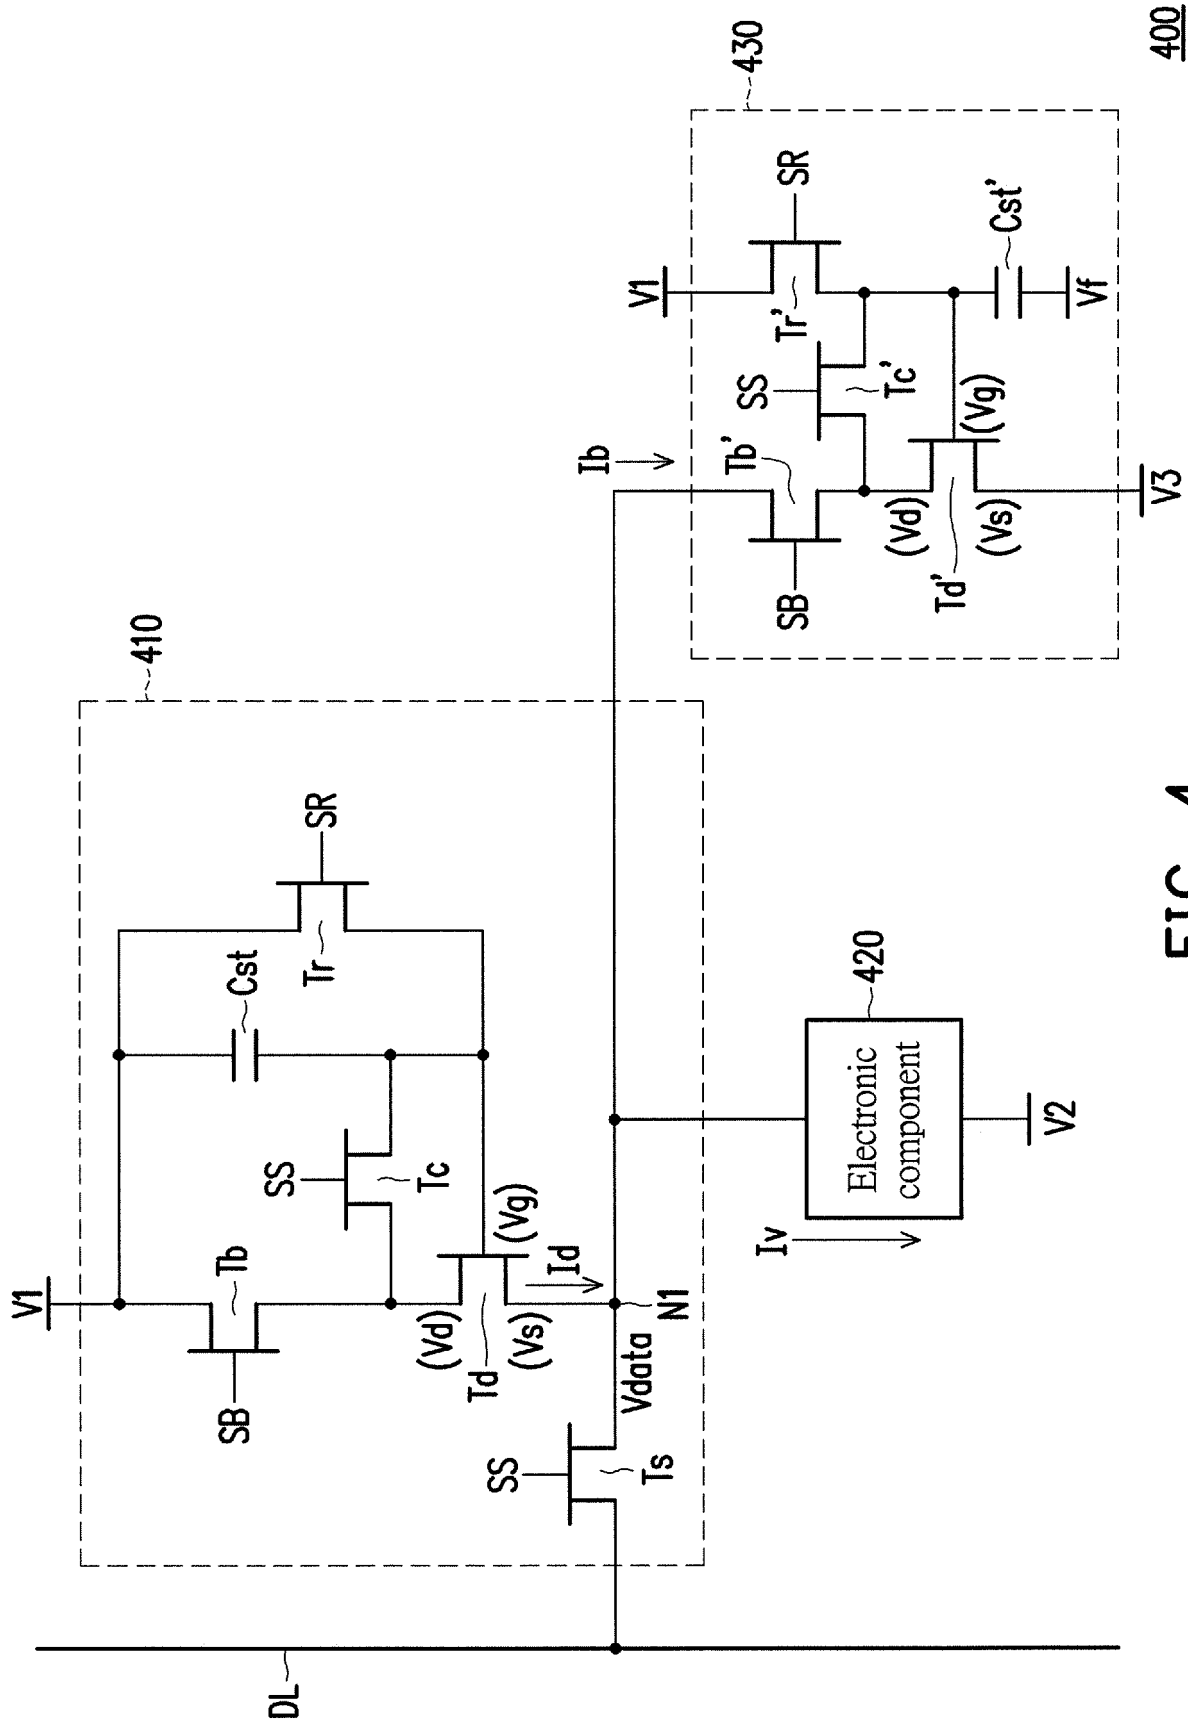 400
430
410
V1
V1
SR
SR
Cst
Tr
Tr'
Cst'
Vf
SS
Tc'
(Vg)
Ib
Tb'
SB
(Vd)
(Vs)
Td'
V3
Tb
SB
SS
Tc
(Vg)
Id
(Vd)
(Vs)
Td
N1
Vdata
SS
Ts
Iv
Electronic
component
420
V2
DL